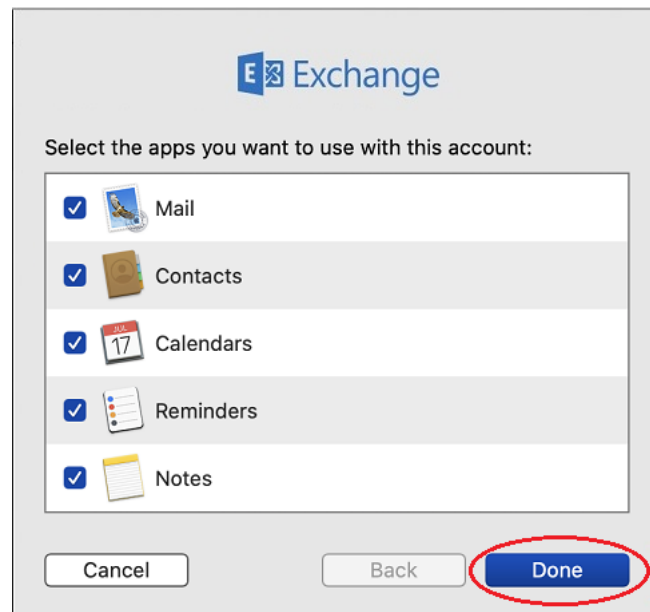 E Exchange
Select the apps you want to use with this account:
Mail
Contacts
JUL
17
Calendars
Reminders
Notes
Cancel Back Done